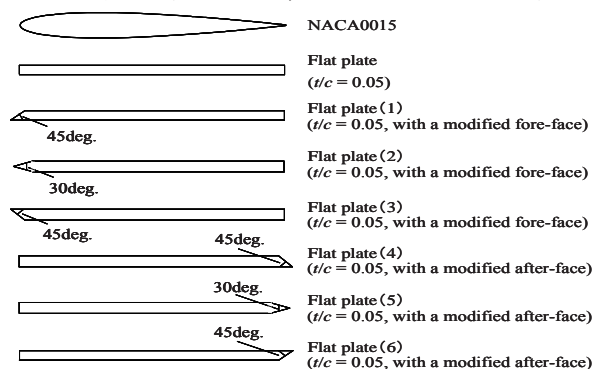 NACA0015
Flat plate
(t/c = 0.05)
Flat plate(1)
(t/c = 0.05, with a modified fore-face)
45deg.
Flat plate(2)
(t/c = 0.05, with a modified fore-face)
30deg.
Flat plate(3)
(t/c = 0.05, with a modified fore-face)
45deg.
45deg.
Flat plate(4)
(t/c = 0.05, with a modified after-face)
30deg.
Flat plate(5)
(t/c = 0.05, with a modified after-face)
45deg.
Flat plate(6)
(t/c = 0.05, with a modified after-face)